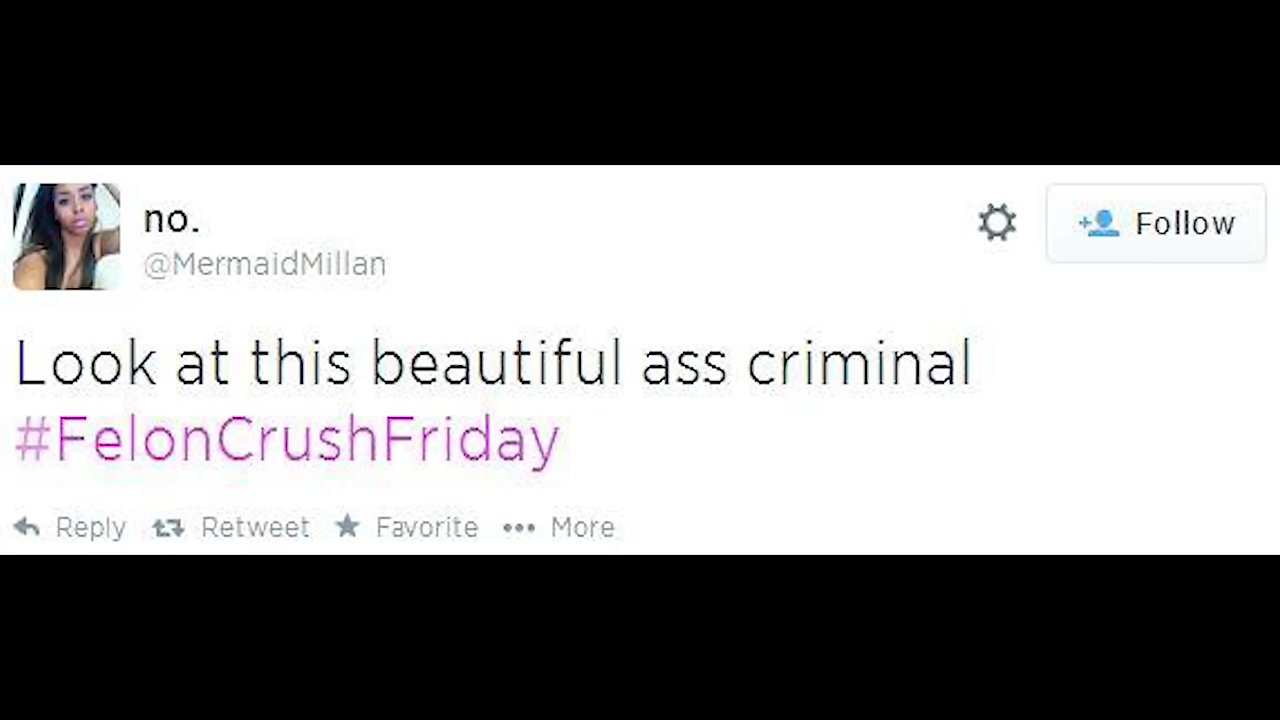 no.
@MermaidMillan
Follow
Look at this beautiful ass criminal
#FelonCrushFriday
Reply Retweet Favorite More